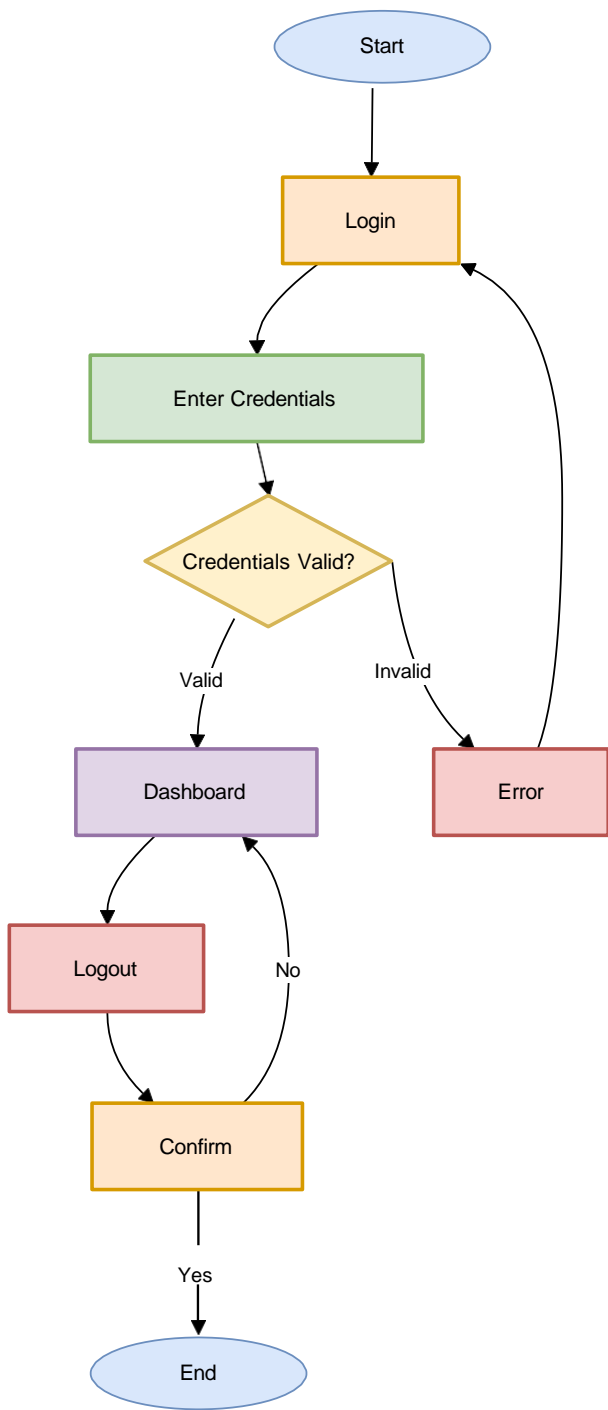 Start
Login
Enter Credentials
Credentials Valid?
Valid
Invalid
Dashboard
Error
Logout
No
Confirm
Yes
End